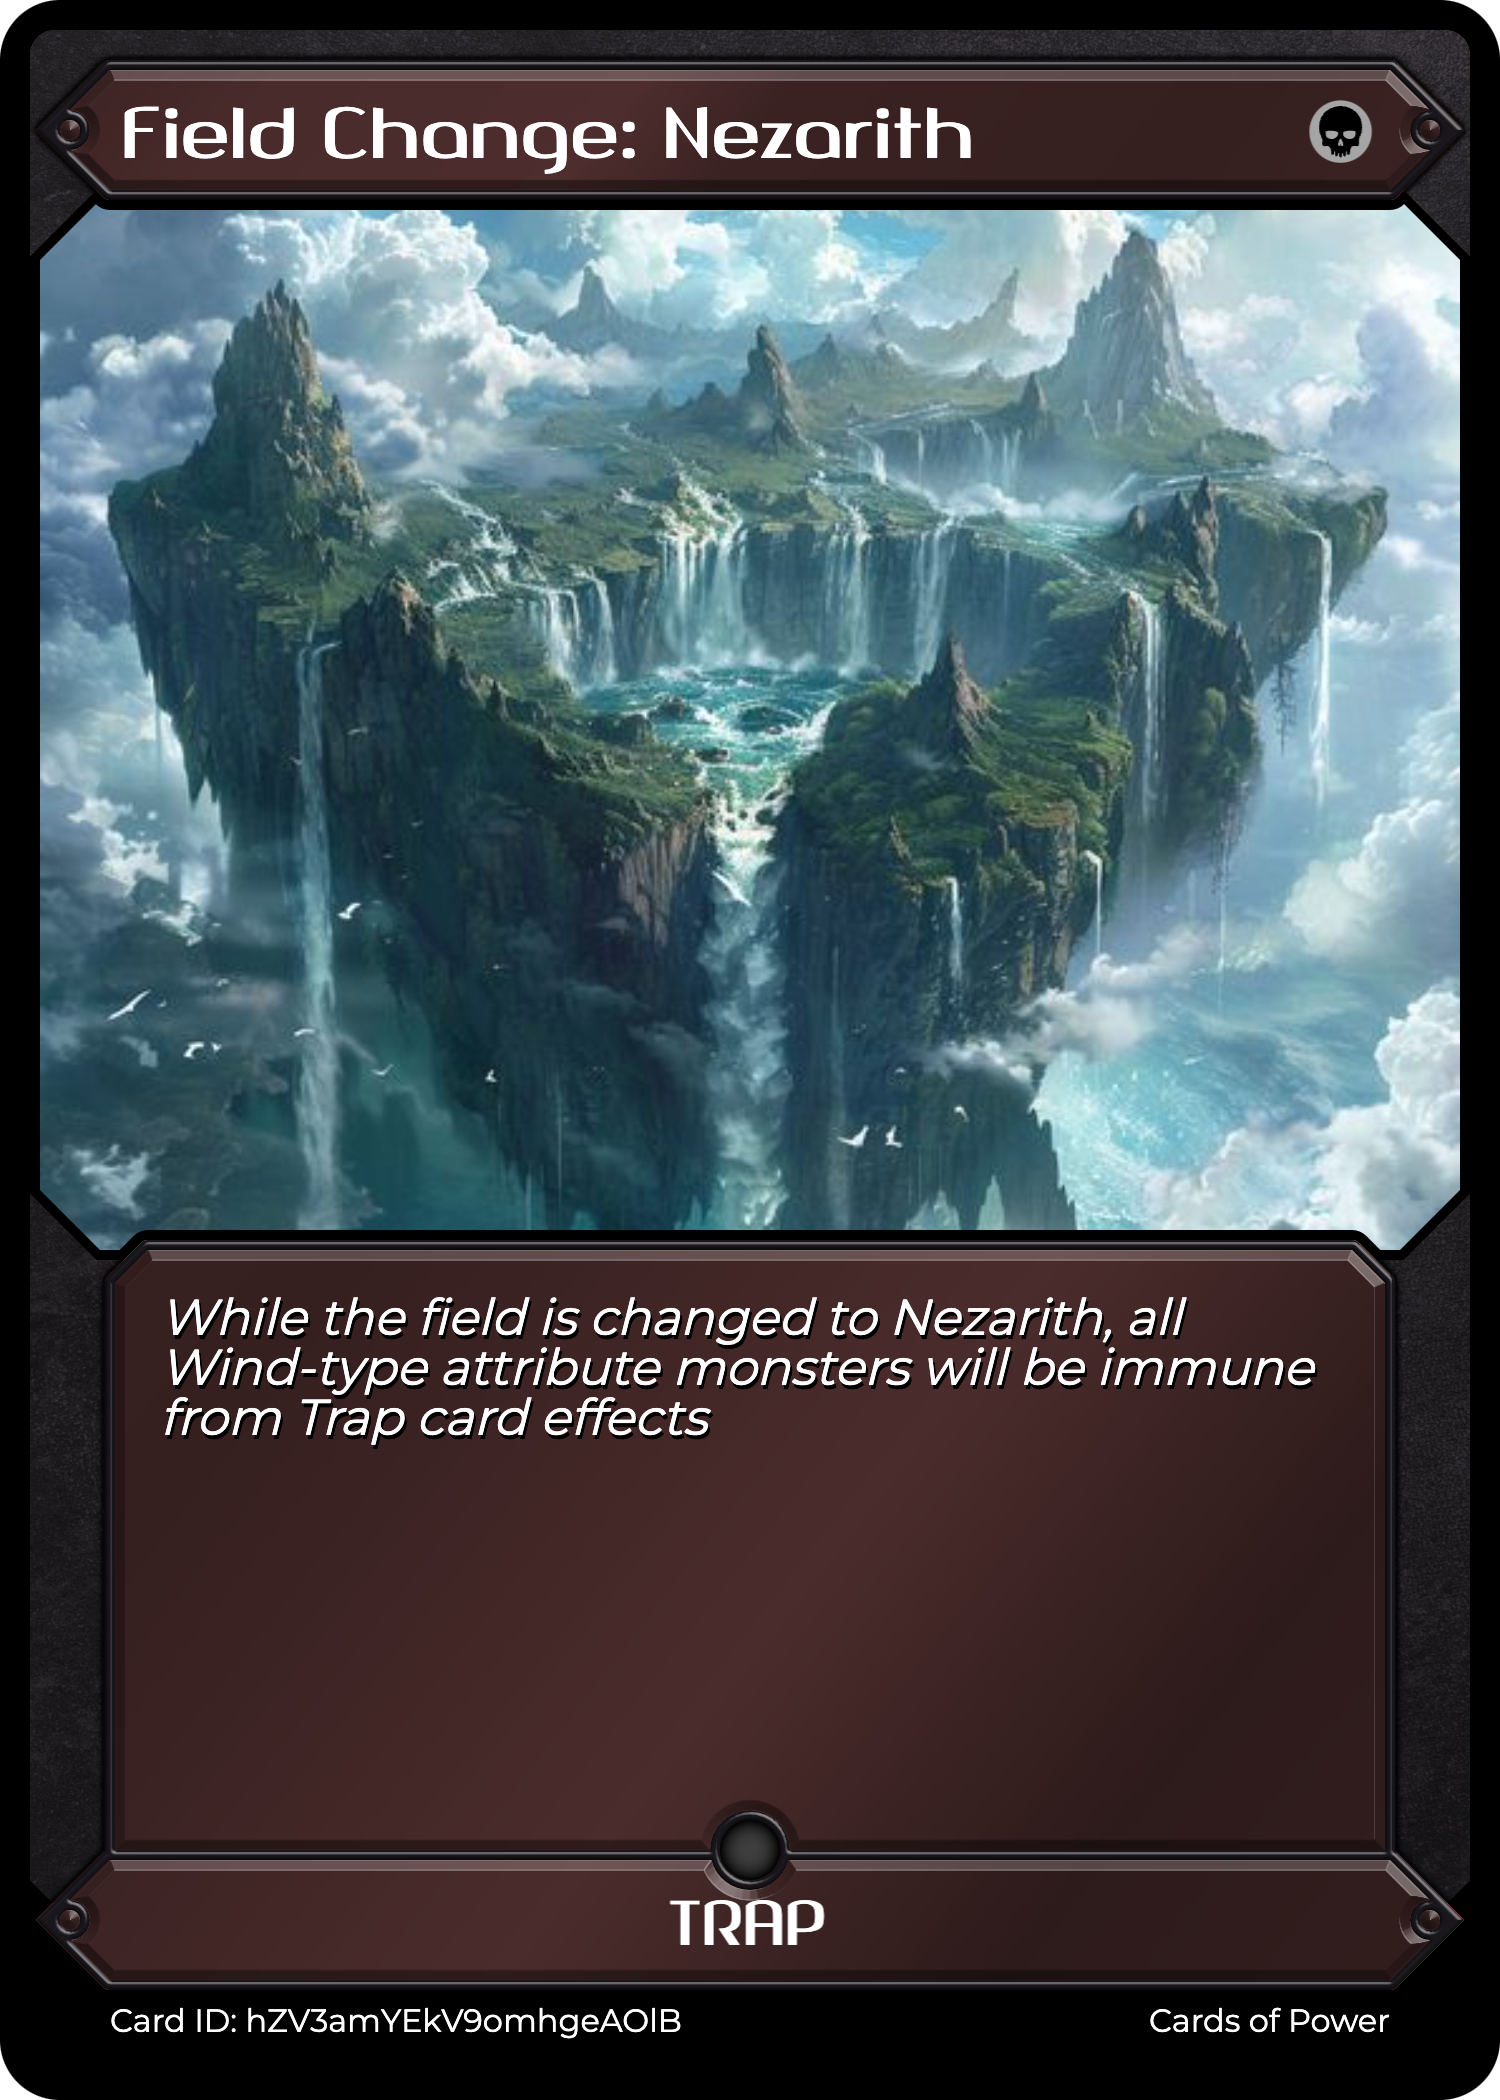 Field Change: Nezarith
While the field is changed to Nezarith, all
Wind-type attribute monsters will be immune
from Trap card effects
TRAP
Card ID: hZV3amYEkV9omhgeAOlB
Cards of Power